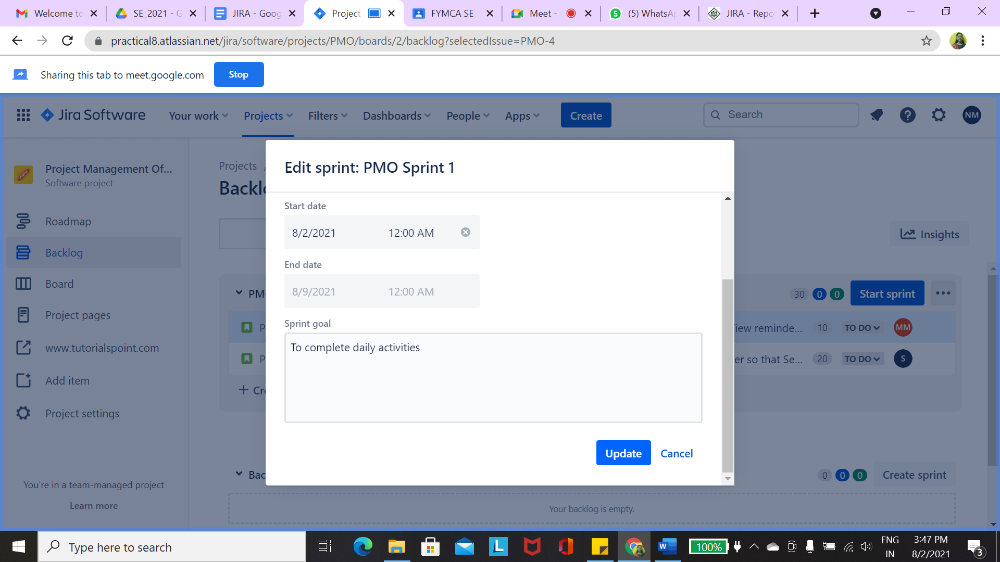 Welcome to
SE_2021 - G
JIRA - Goog
Project
FYMCA SE
Meet -
(5) WhatsAp
JIRA - Repo
practical8.atlassian.net/jira/software/projects/PMO/boards/2/backlog?selectedIssue=PMO-4
Sharing this tab to meet.google.com
Stop
Jira Software
Your work
Projects
Filters
Dashboards
People
Apps
Create
Search
NM
Project Management Of...
Software project
Roadmap
Backlog
Board
Project pages
www.tutorialspoint.com
Add item
Project settings
You're in a team-managed project
Learn more
Projects /
Backlo
Insights
PM
30 0 0
Start sprint
P
iew reminde...
10
TO DO
MM
P
er so that Se...
20
TO DO
S
+ Cr
Edit sprint: PMO Sprint 1
Start date
8/2/2021 12:00 AM
End date
8/9/2021 12:00 AM
Sprint goal
To complete daily activities
Update
Cancel
Bac
0 0 0
Create sprint
Your backlog is empty.
Type here to search
100%
ENG
IN
3:47 PM
8/2/2021
3